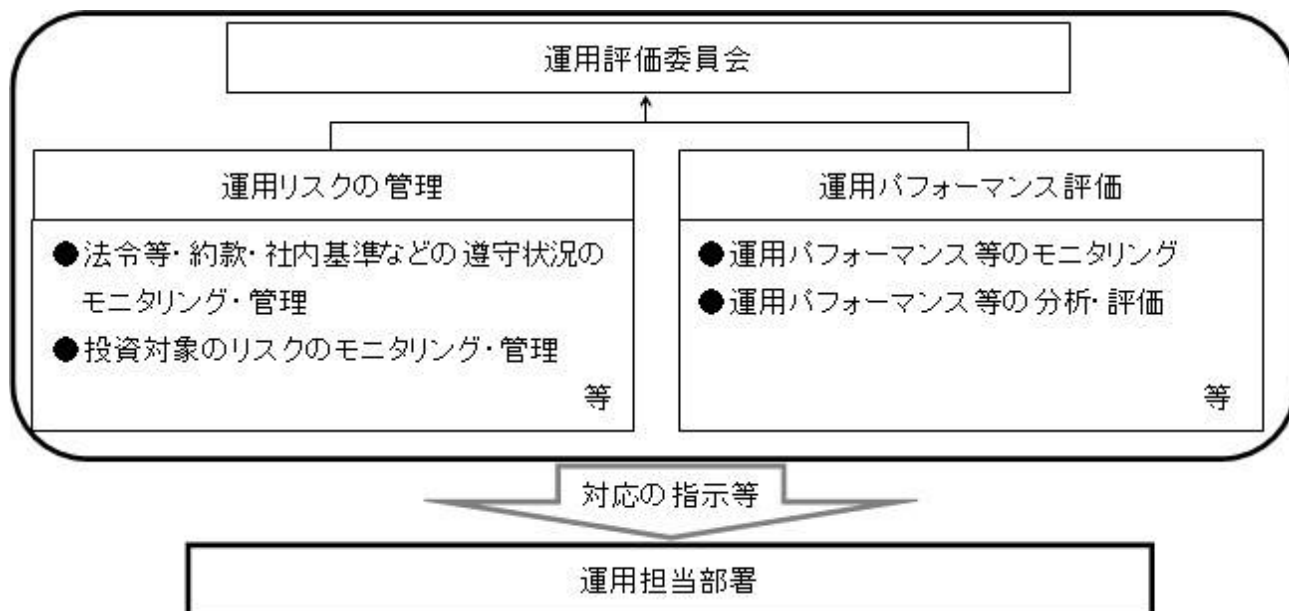 運用評価委員会
運用リスクの管理
●法令等・約款・社内基準などの遵守状況の
モニタリング・管理
●投資対象のリスクのモニタリング・管理
等
運用パフォーマンス評価
●運用パフォーマンス等のモニタリング
●運用パフォーマンス等の分析・評価
等
対応の指示等
運用担当部署